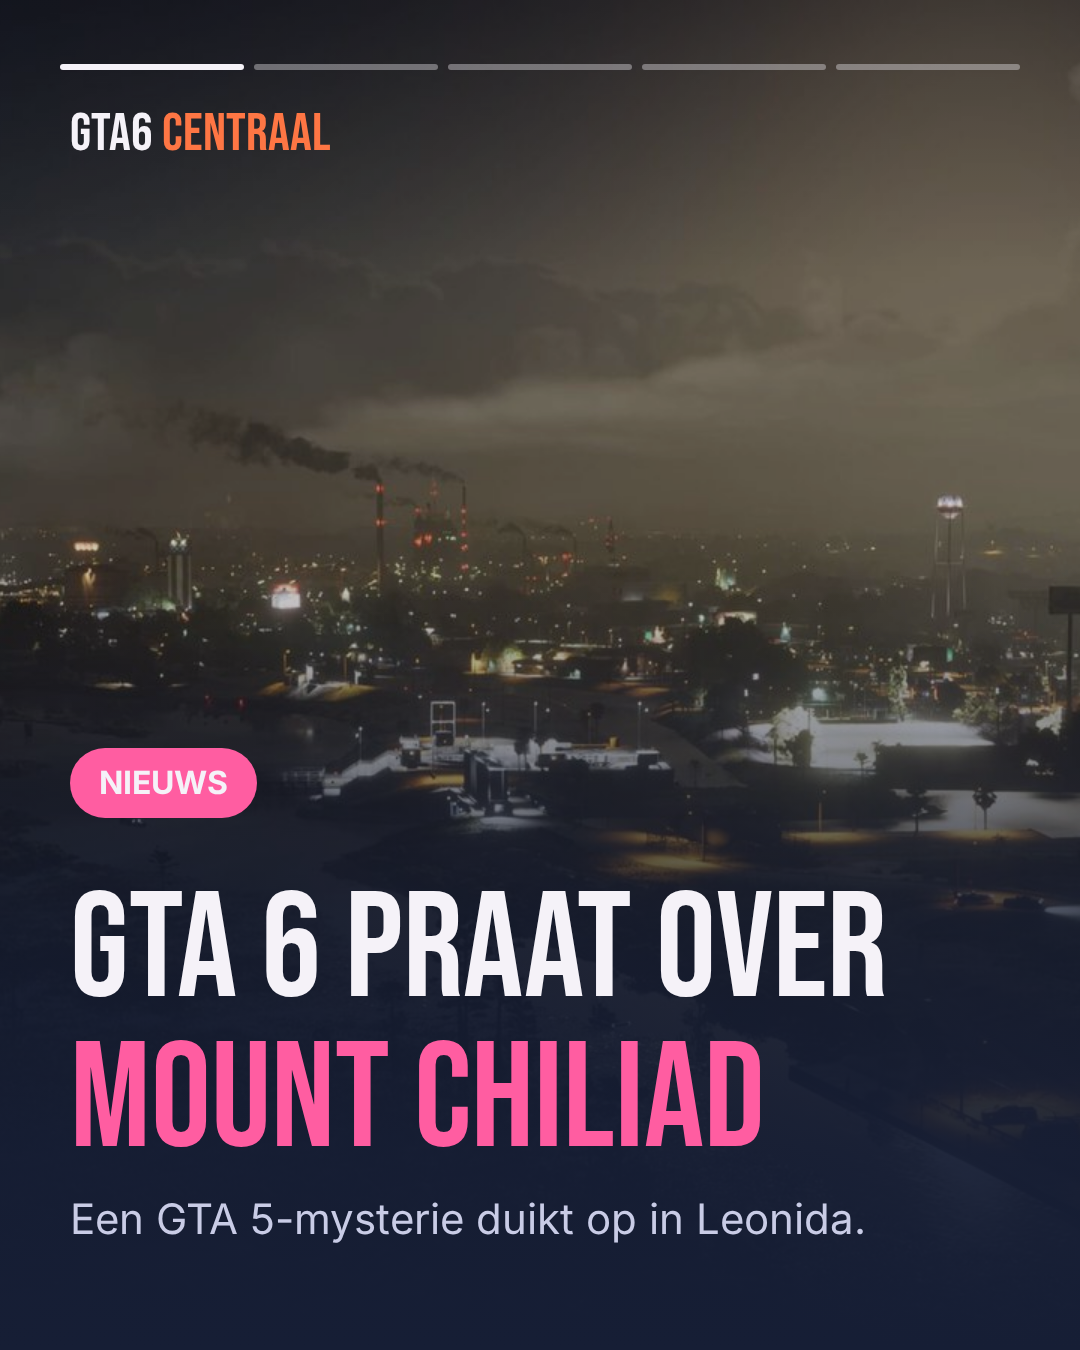 GTA6 CENTRAAL
NIEUWS
GTA 6 PRAAT OVER
MOUNT CHILIAD
Een GTA 5-mysterie duikt op in Leonida.